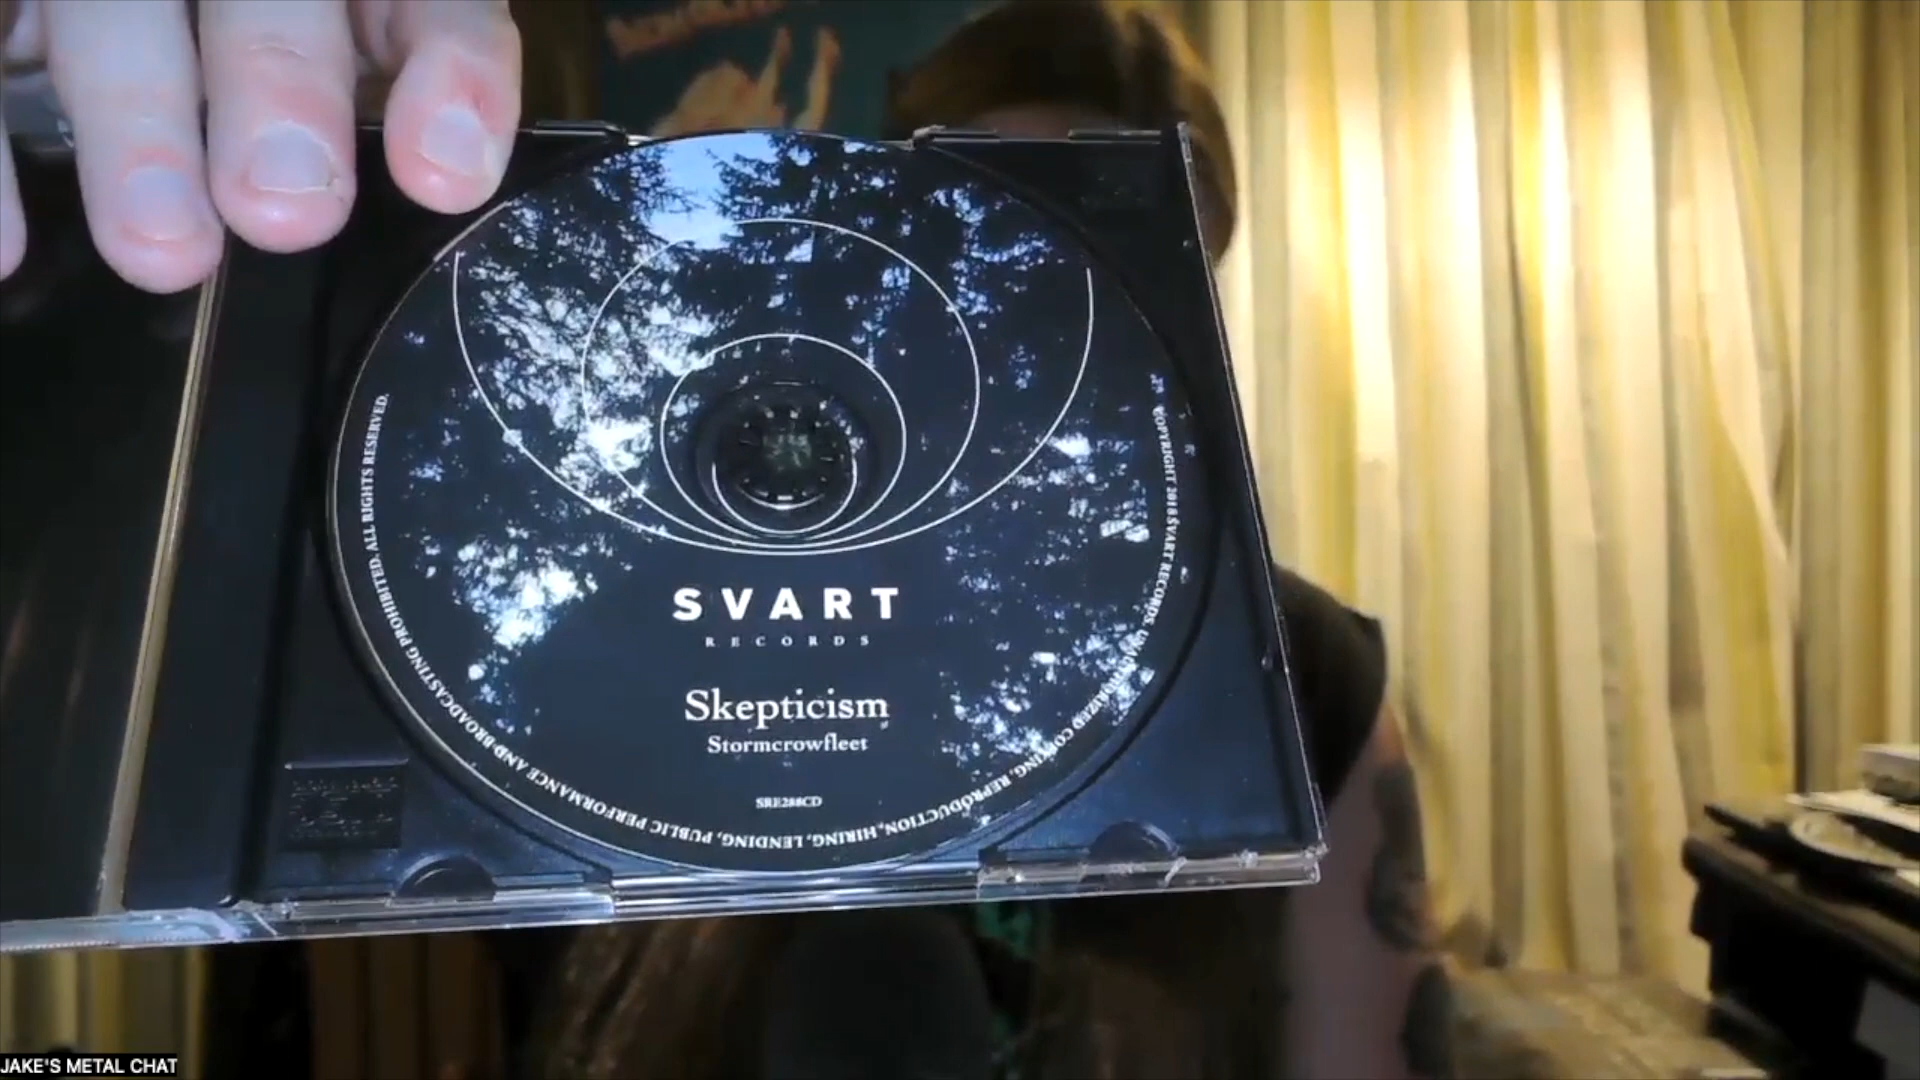 SVART
RECORDS
Skepticism
Stormcrowfleet
SRE288CD
COPYRIGHT 2018 SVART RECORDS. UNAUTHORIZED COPYING, REPRODUCTION, HIRING, LENDING, PUBLIC PERFORMANCE AND BROADCASTING PROHIBITED. ALL RIGHTS RESERVED.
JAKE'S METAL CHAT